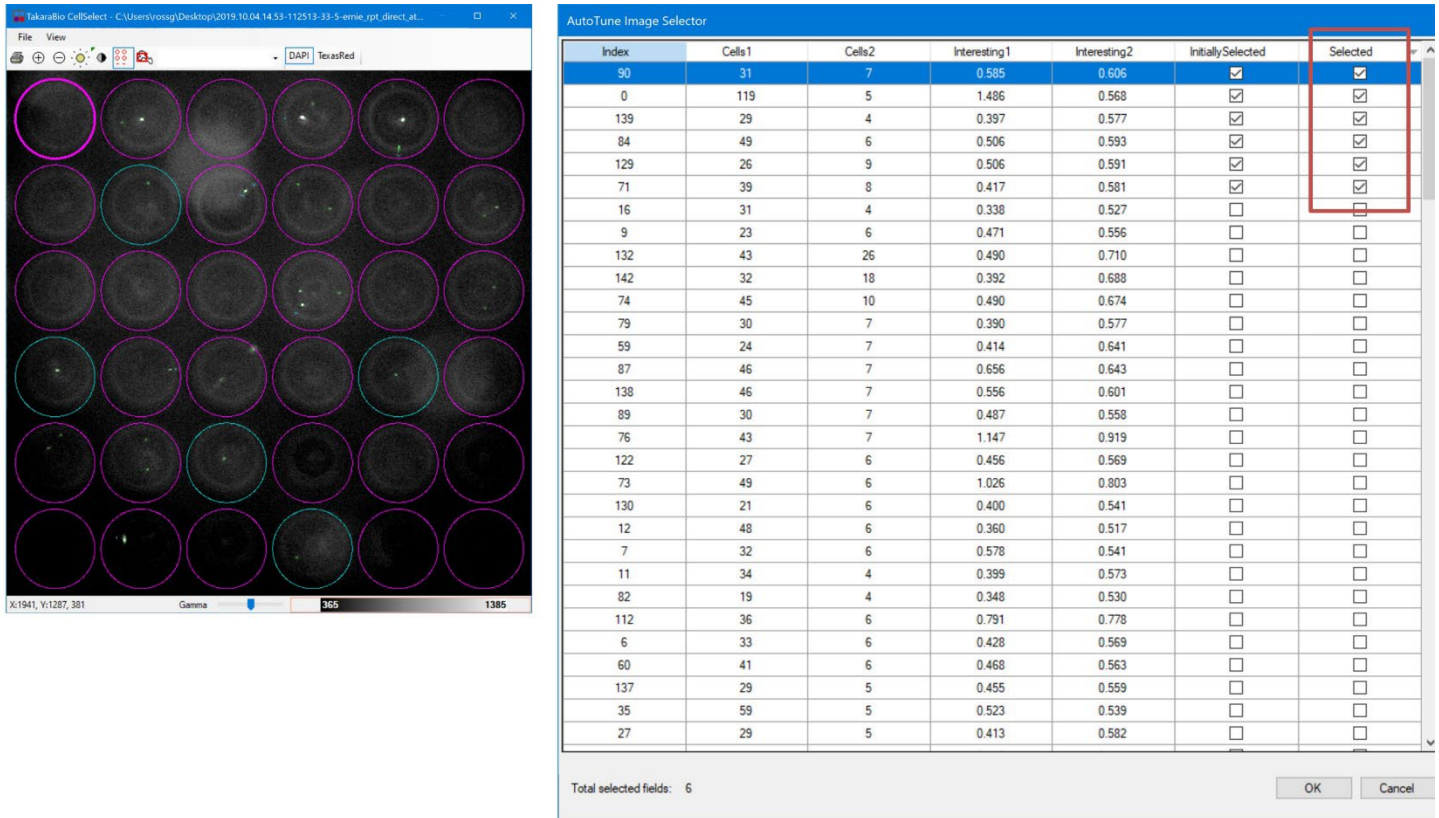 TakaraBio CellSelect - C:\Users\rossg\Desktop\2019.10.04.14.53-112513-33-5-ernie_rpt_direct_at...
File View
DAPI TexasRed
X:1941, Y:1287, 381 Gamma 365 1385
AutoTune Image Selector
Index Cells1 Cells2 Interesting1 Interesting2 InitiallySelected Selected
90 31 7 0.585 0.606
0 119 5 1.486 0.568
139 29 4 0.397 0.577
84 49 6 0.506 0.593
129 26 9 0.506 0.591
71 39 8 0.417 0.581
16 31 4 0.338 0.527
9 23 6 0.471 0.556
132 43 26 0.490 0.710
142 32 18 0.392 0.688
74 45 10 0.490 0.674
79 30 7 0.390 0.577
59 24 7 0.414 0.641
87 46 7 0.656 0.643
138 46 7 0.556 0.601
89 30 7 0.487 0.558
76 43 7 1.147 0.919
122 27 6 0.456 0.569
73 49 6 1.026 0.803
130 21 6 0.400 0.541
12 48 6 0.360 0.517
7 32 6 0.578 0.541
11 34 4 0.399 0.573
82 19 4 0.348 0.530
112 36 6 0.791 0.778
6 33 6 0.428 0.569
60 41 6 0.468 0.563
137 29 5 0.455 0.559
35 59 5 0.523 0.539
27 29 5 0.413 0.582
Total selected fields: 6
OK Cancel